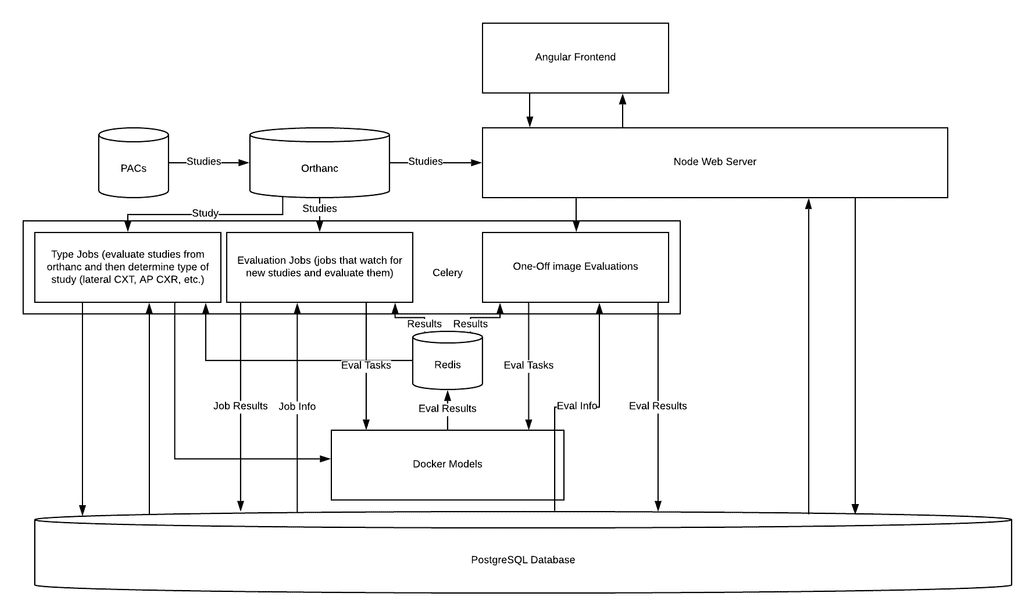 Angular Frontend
PACs
Studies
Orthanc
Studies
Node Web Server
Study
Studies
Type Jobs (evaluate studies from
orthanc and then determine type of
study (lateral CXT, AP CXR, etc.)
Evaluation Jobs (jobs that watch for
new studies and evaluate them)
Celery
One-Off image Evaluations
Results
Results
Eval Tasks
Redis
Eval Tasks
Job Results
Job Info
Eval Results
Eval Info
Eval Results
Docker Models
PostgreSQL Database